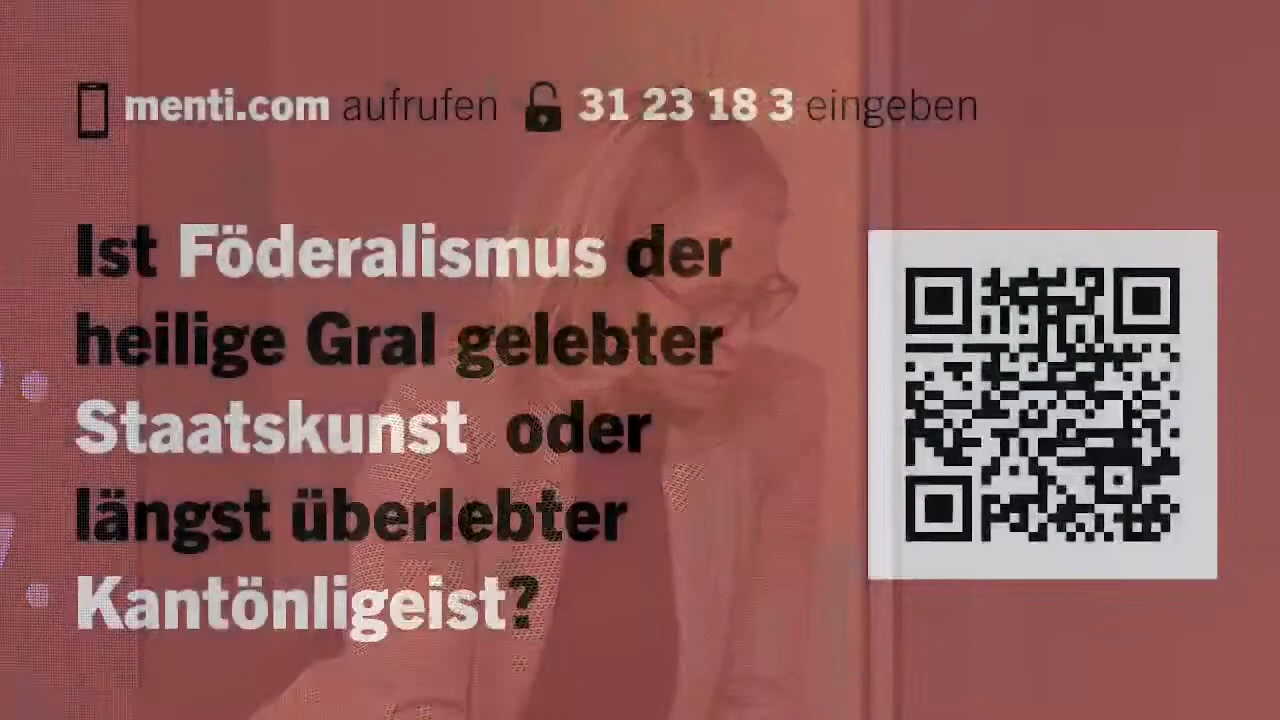 menti.com aufrufen 31 23 18 3 eingeben
Ist Föderalismus der
heilige Gral gelebter
Staatskunst oder
längst überlebter
Kantönligeist?